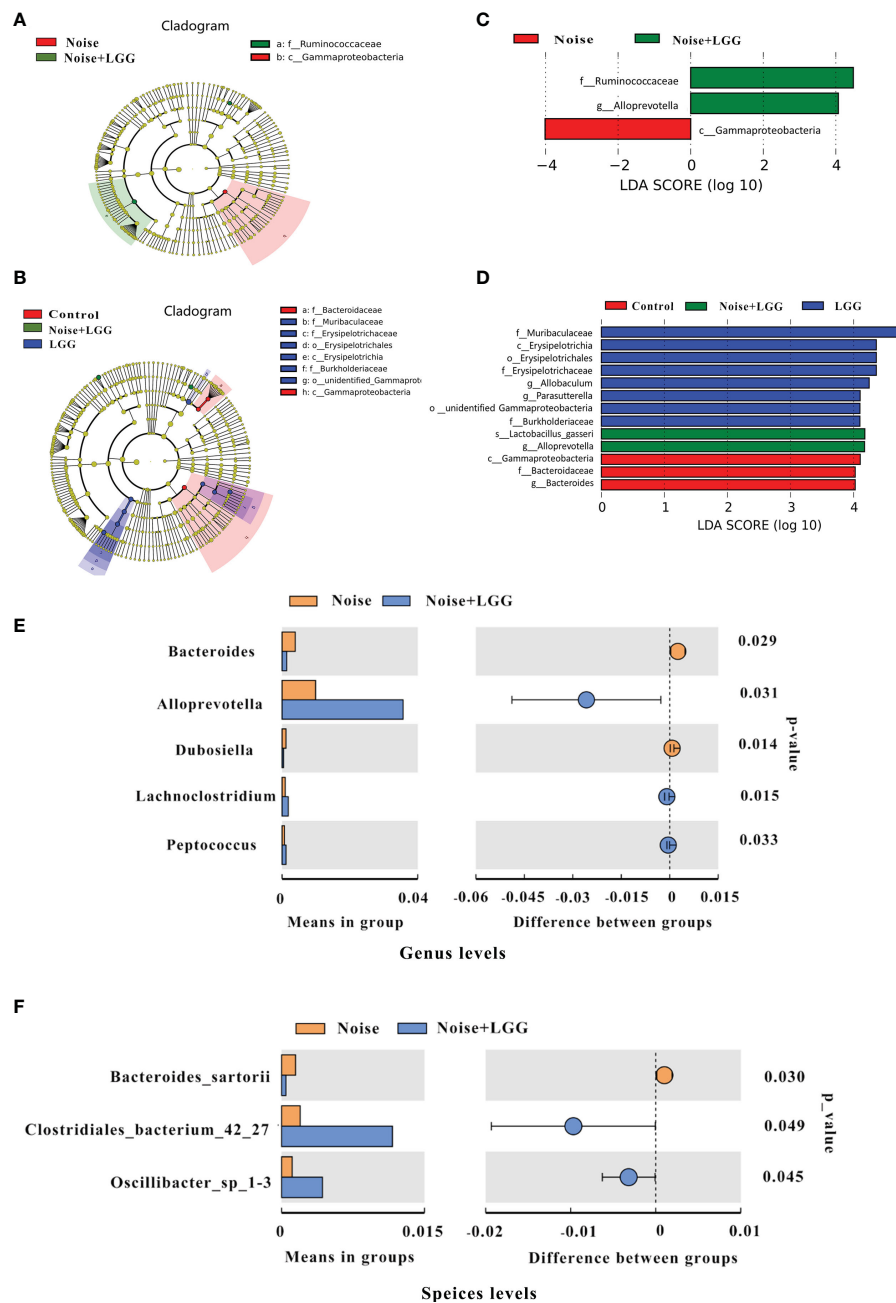 A
Cladogram
Noise
Noise+LGG
a: f__Ruminococcaceae
b: c__Gammaproteobacteria
C
Noise
Noise+LGG
f__Ruminococcaceae
g__Alloprevotella
c__Gammaproteobacteria
−4 −2 0 2 4
LDA SCORE (log 10)
B
Control
Noise+LGG
LGG
Cladogram
a: f__Bacteroidaceae
b: f__Muribaculaceae
c: f__Erysipelotrichaceae
d: o__Erysipelotrichales
e: c__Erysipelotrichia
f: f__Burkholderiaceae
g: o__unidentified_Gammaprot
h: c__Gammaproteobacteria
D
Control Noise+LGG LGG
f__Muribaculaceae
c__Erysipelotrichia
o__Erysipelotrichales
f__Erysipelotrichaceae
g__Allobaculum
g__Parasutterella
o__unidentified Gammaproteobacteria
f__Burkholderiaceae
s__Lactobacillus_gasseri
g__Alloprevotella
c__Gammaproteobacteria
f__Bacteroidaceae
g__Bacteroides
0 1 2 3 4
LDA SCORE (log 10)
E
Noise Noise+LGG
Bacteroides 0.029
Alloprevotella 0.031
Dubosiella 0.014
Lachnoclostridium 0.015
Peptococcus 0.033
p-value
0 0.04
Means in group
-0.06 -0.045 -0.03 -0.015 0 0.015
Difference between groups
Genus levels
F
Noise Noise+LGG
Bacteroides_sartorii 0.030
Clostridiales_bacterium_42_27 0.049
Oscillibacter_sp_1-3 0.045
p_value
0 0.015
Means in groups
-0.02 -0.01 0 0.01
Difference between groups
Speices levels